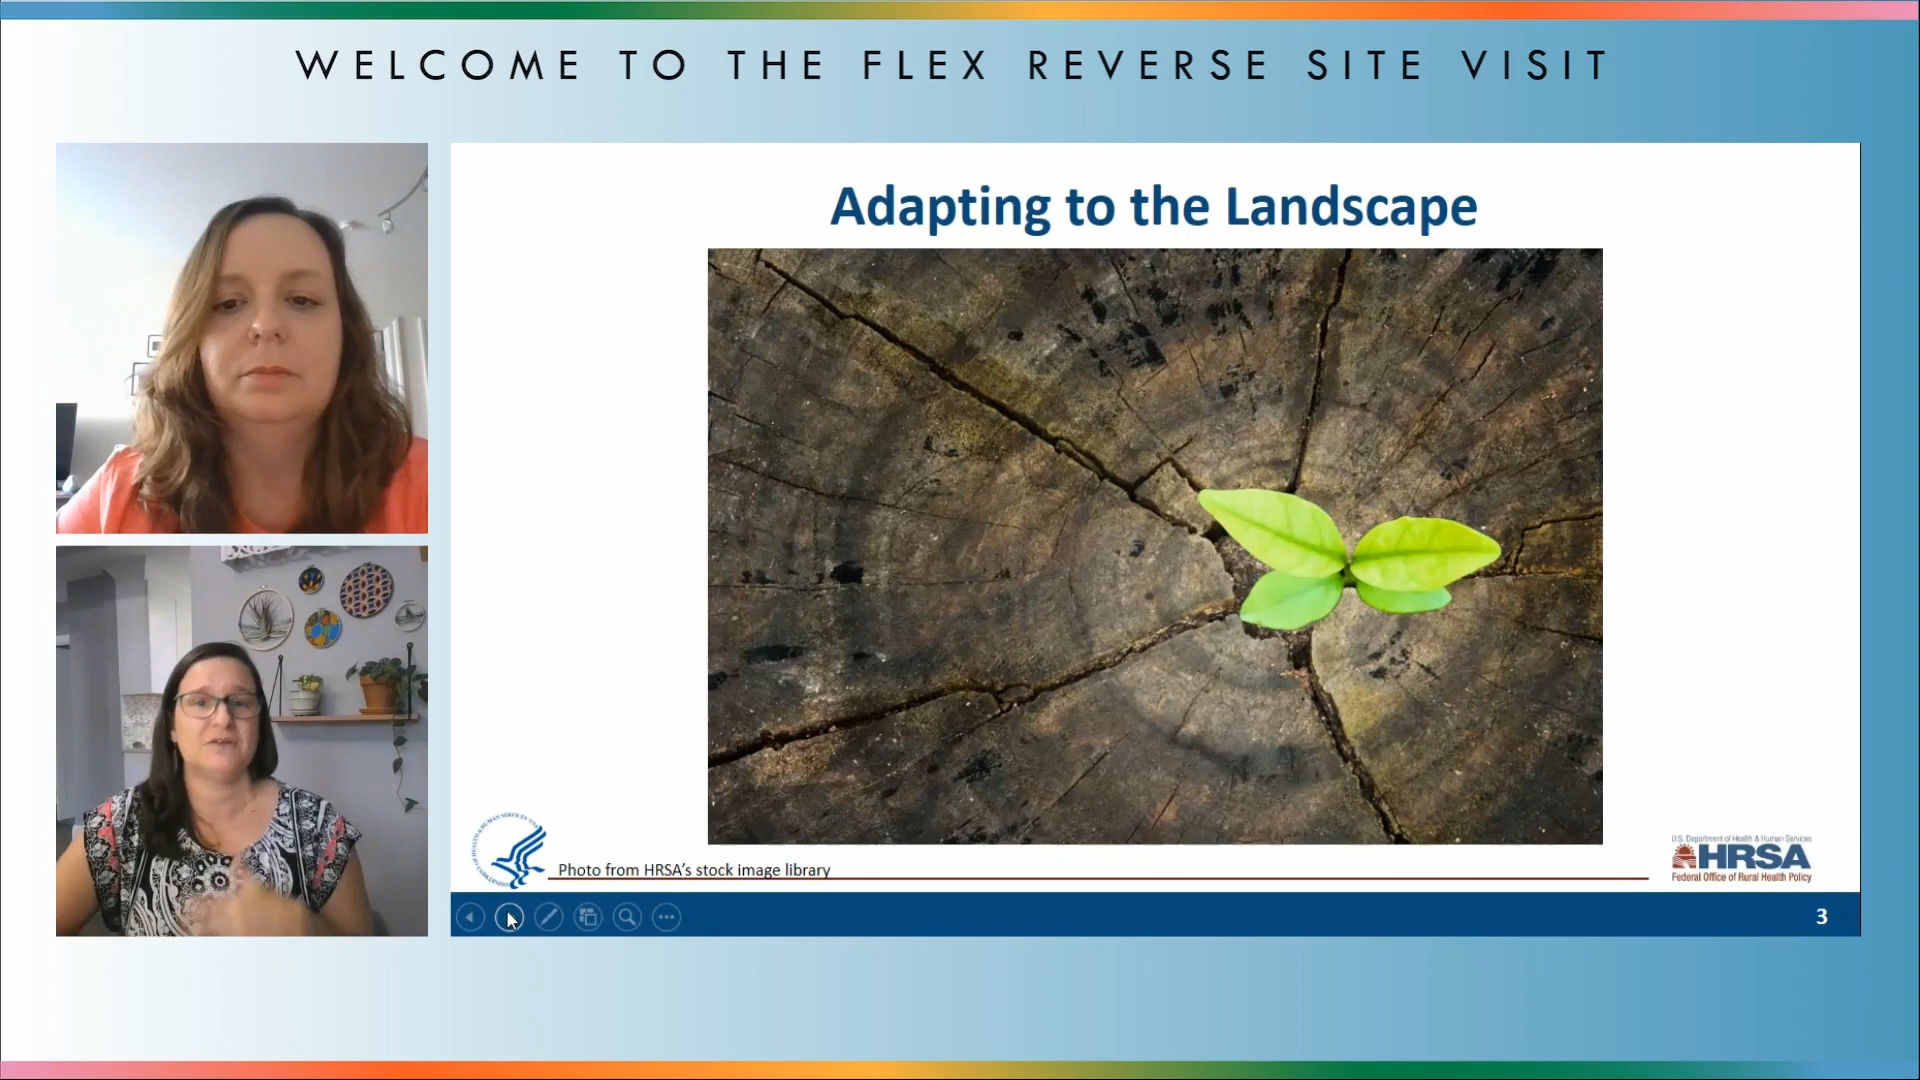 WELCOME TO THE FLEX REVERSE SITE VISIT
Adapting to the Landscape
Photo from HRSA's stock image library
U.S. Department of Health & Human Services
HRSA
Federal Office of Rural Health Policy
3